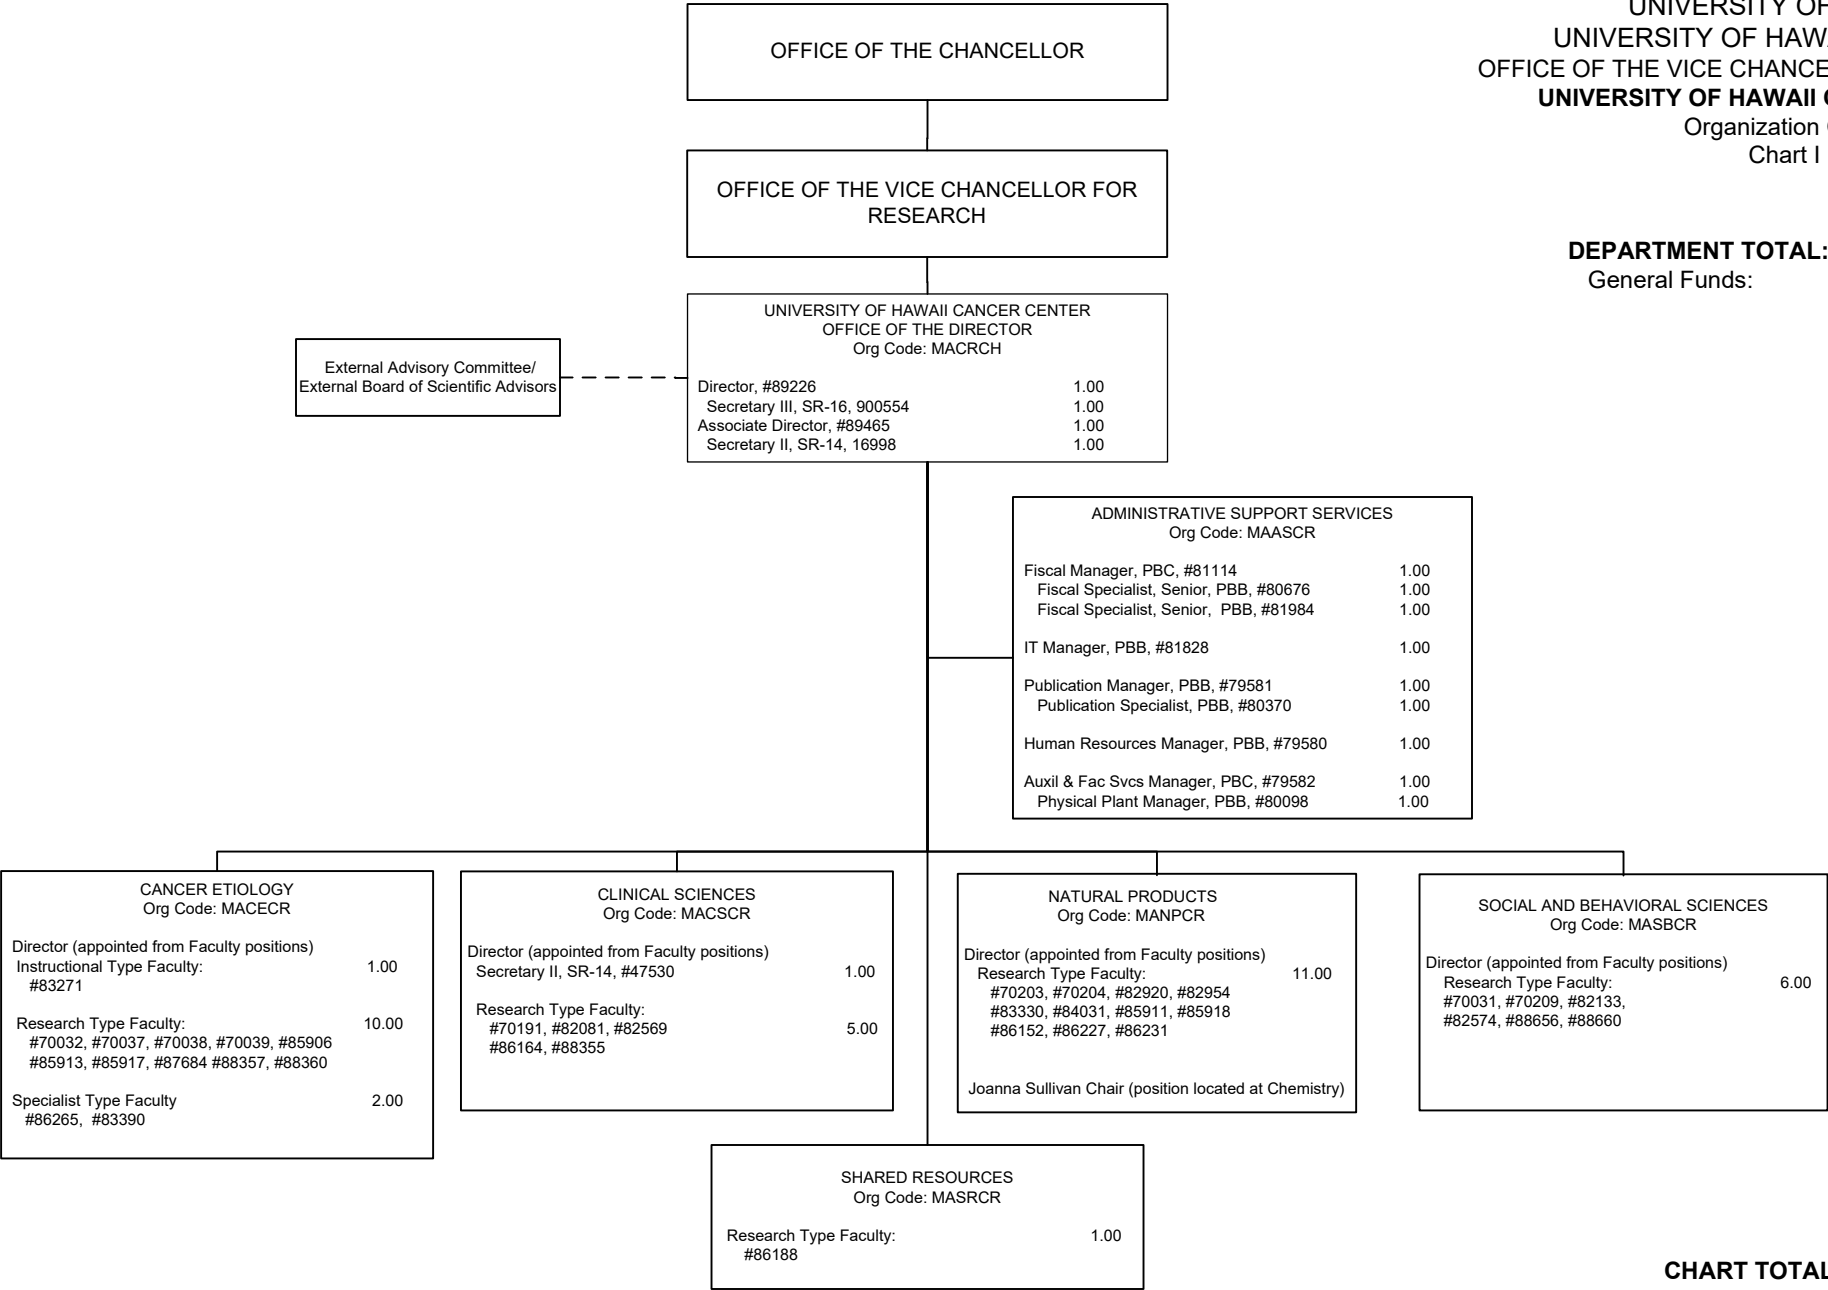 OFFICE OF THE CHANCELLOR
UNIVERSITY OF
UNIVERSITY OF HAWA
OFFICE OF THE VICE CHANCE
UNIVERSITY OF HAWAII
Organization
Chart I
OFFICE OF THE VICE CHANCELLOR FOR
RESEARCH
DEPARTMENT TOTAL:
General Funds:
UNIVERSITY OF HAWAII CANCER CENTER
OFFICE OF THE DIRECTOR
Org Code: MACRCH
Director, #89226 1.00
Secretary III, SR-16, 900554 1.00
Associate Director, #89465 1.00
Secretary II, SR-14, 16998 1.00
External Advisory Committee/
External Board of Scientific Advisors
ADMINISTRATIVE SUPPORT SERVICES
Org Code: MAASCR
Fiscal Manager, PBC, #81114 1.00
Fiscal Specialist, Senior, PBB, #80676 1.00
Fiscal Specialist, Senior, PBB, #81984 1.00
IT Manager, PBB, #81828 1.00
Publication Manager, PBB, #79581 1.00
Publication Specialist, PBB, #80370 1.00
Human Resources Manager, PBB, #79580 1.00
Auxil & Fac Svcs Manager, PBC, #79582 1.00
Physical Plant Manager, PBB, #80098 1.00
CANCER ETIOLOGY
Org Code: MACECR
Director (appointed from Faculty positions)
Instructional Type Faculty: 1.00
#83271
Research Type Faculty: 10.00
#70032, #70037, #70038, #70039, #85906
#85913, #85917, #87684 #88357, #88360
Specialist Type Faculty 2.00
#86265, #83390
CLINICAL SCIENCES
Org Code: MACSCR
Director (appointed from Faculty positions)
Secretary II, SR-14, #47530 1.00
Research Type Faculty:
#70191, #82081, #82569 5.00
#86164, #88355
NATURAL PRODUCTS
Org Code: MANPCR
Director (appointed from Faculty positions)
Research Type Faculty: 11.00
#70203, #70204, #82920, #82954
#83330, #84031, #85911, #85918
#86152, #86227, #86231
Joanna Sullivan Chair (position located at Chemistry)
SOCIAL AND BEHAVIORAL SCIENCES
Org Code: MASBCR
Director (appointed from Faculty positions)
Research Type Faculty: 6.00
#70031, #70209, #82133,
#82574, #88656, #88660
SHARED RESOURCES
Org Code: MASRCR
Research Type Faculty: 1.00
#86188
CHART TOTAL